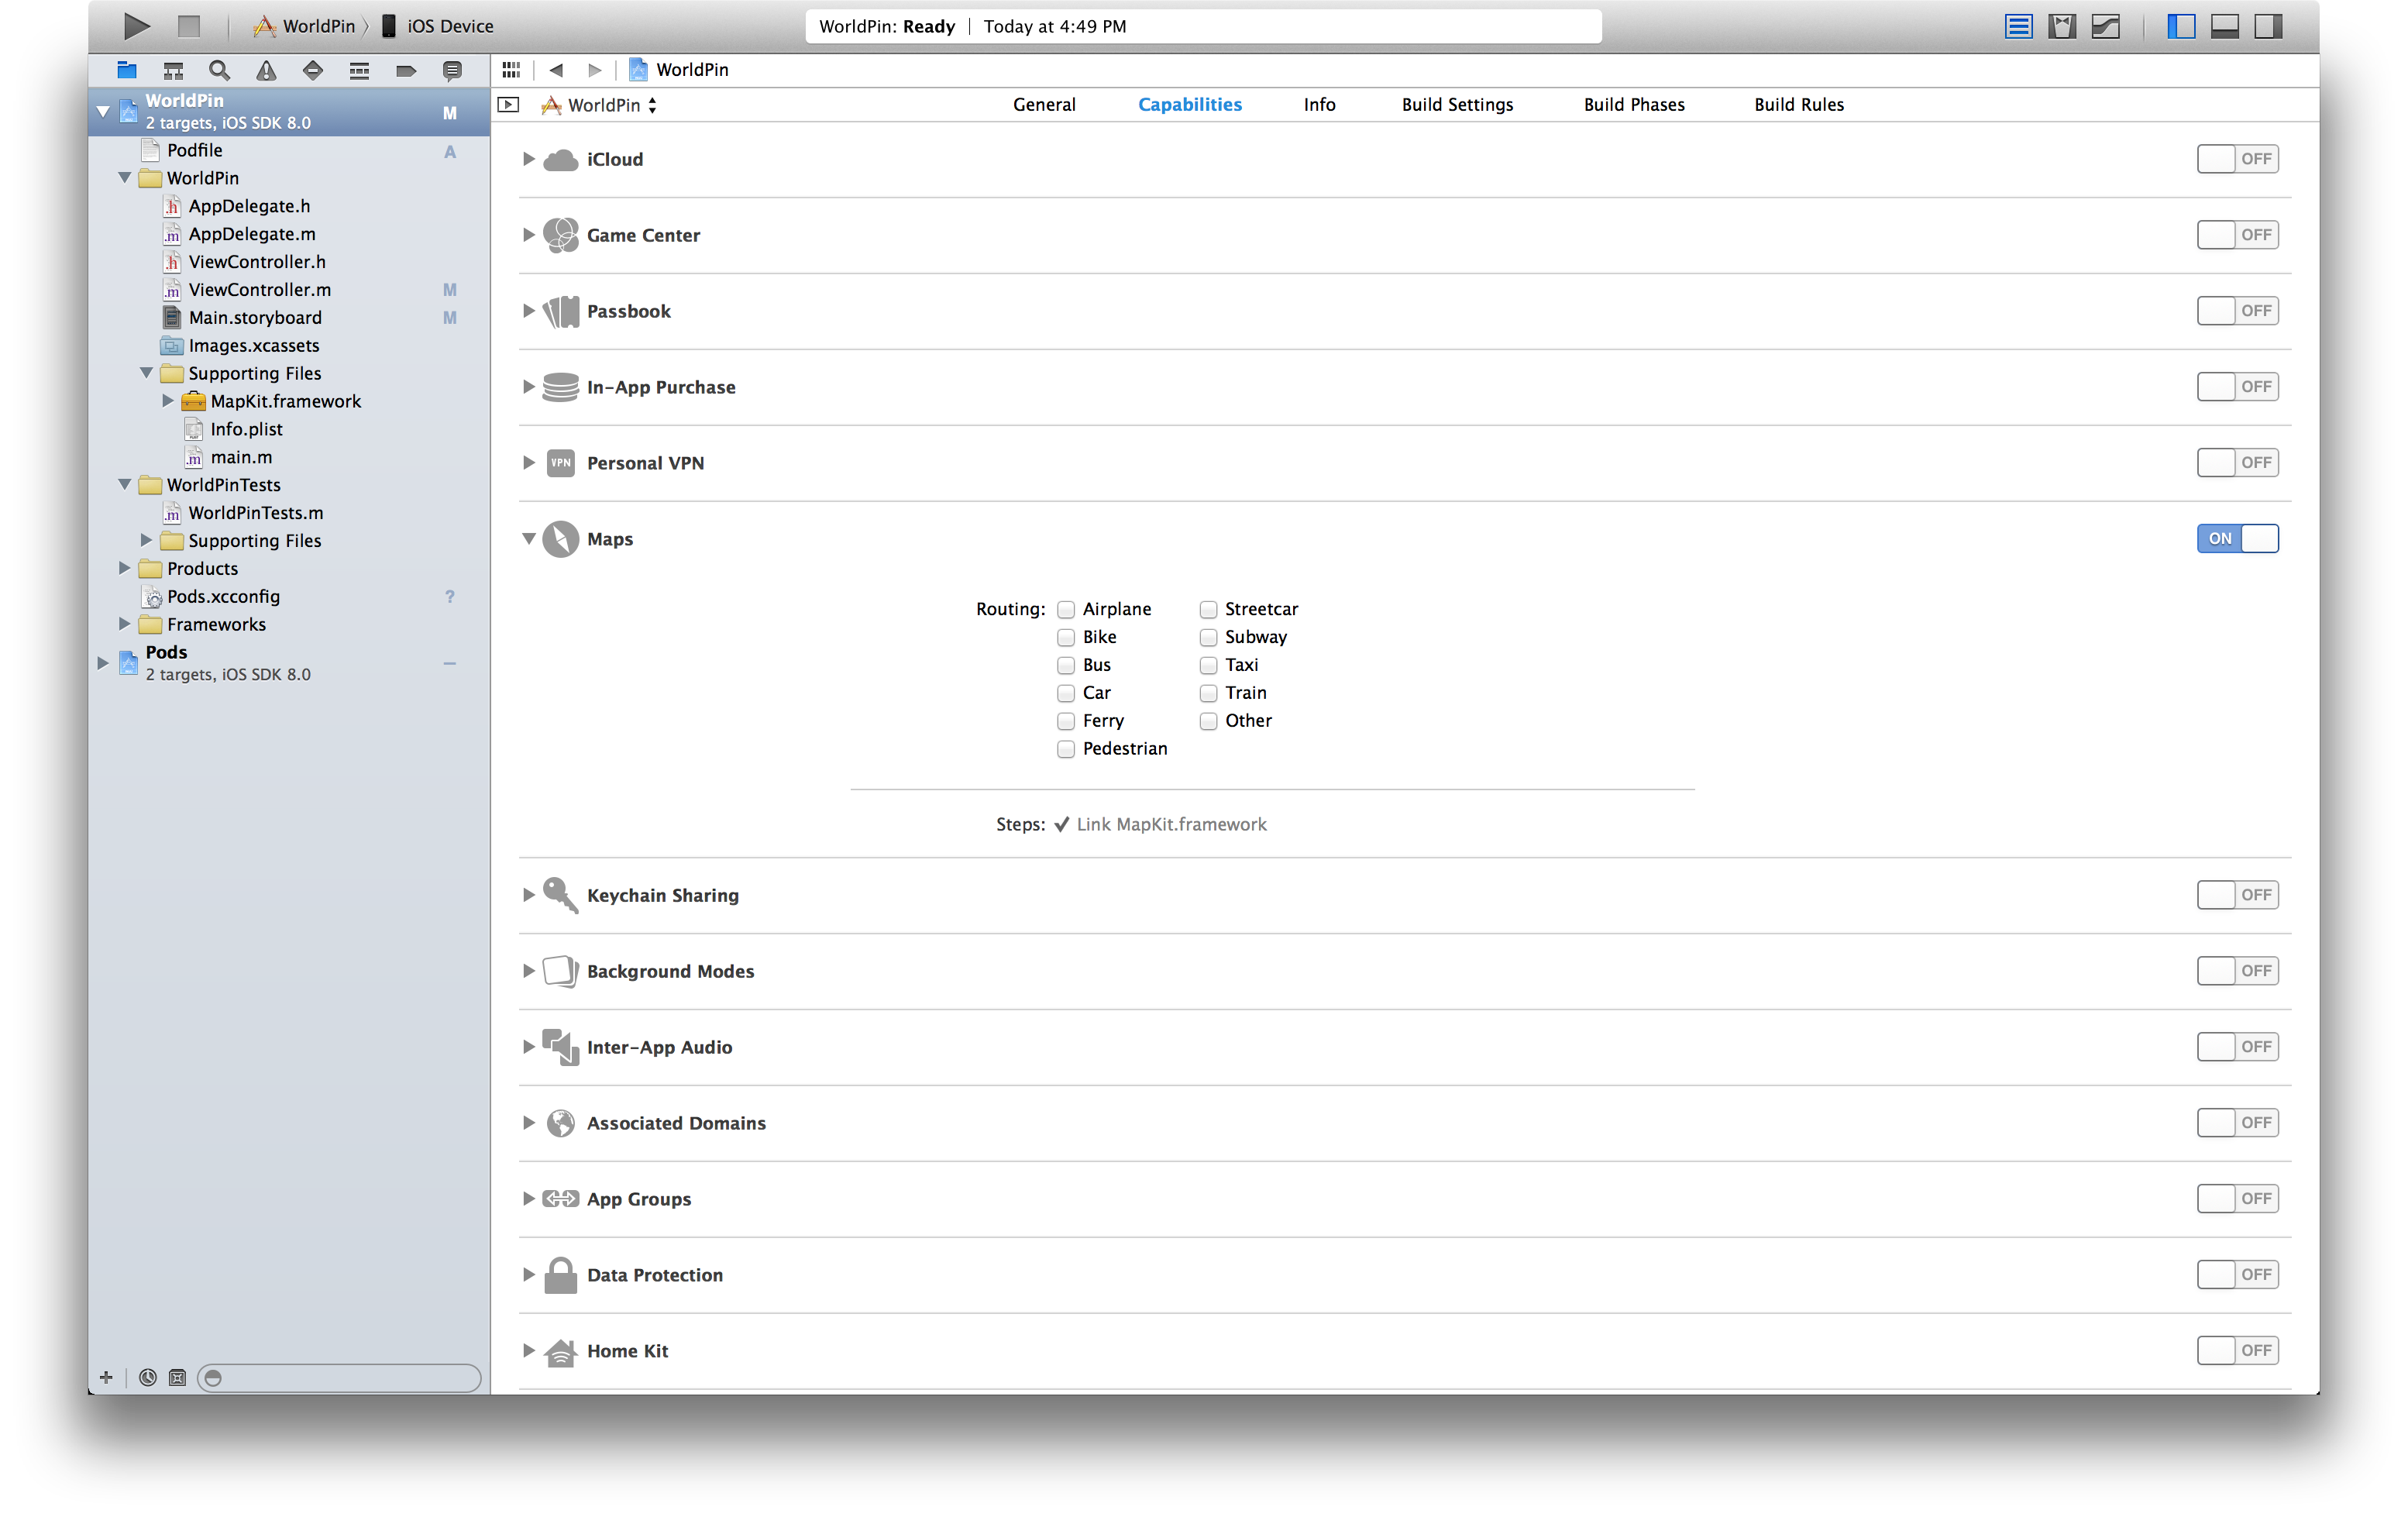 WorldPin iOS Device
WorldPin: Ready | Today at 4:49 PM
WorldPin
WorldPin
2 targets, iOS SDK 8.0
M
Podfile A
WorldPin
AppDelegate.h
AppDelegate.m
ViewController.h
ViewController.m M
Main.storyboard M
Images.xcassets
Supporting Files
MapKit.framework
Info.plist
main.m
WorldPinTests
WorldPinTests.m
Supporting Files
Products
Pods.xcconfig ?
Frameworks
Pods
2 targets, iOS SDK 8.0
WorldPin
General Capabilities Info Build Settings Build Phases Build Rules
iCloud OFF
Game Center OFF
Passbook OFF
In-App Purchase OFF
VPN Personal VPN OFF
Maps ON
Routing: Airplane Streetcar
Bike Subway
Bus Taxi
Car Train
Ferry Other
Pedestrian
Steps: ✓ Link MapKit.framework
Keychain Sharing OFF
Background Modes OFF
Inter-App Audio OFF
Associated Domains OFF
App Groups OFF
Data Protection OFF
Home Kit OFF